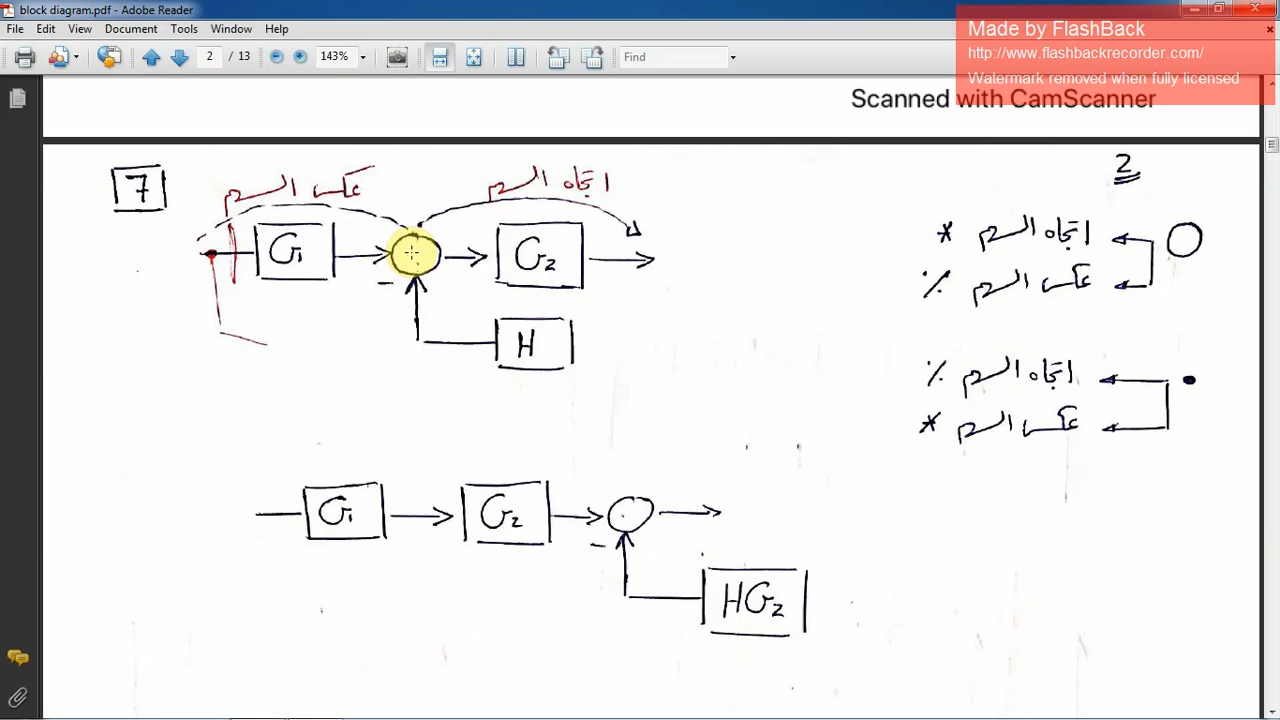 block diagram.pdf - Adobe Reader
Made by FlashBack
http://www.flashbackrecorder.com/
Watermark removed when fully licensed
File Edit View Document Tools Window Help
2 / 13 143% Find
Scanned with CamScanner
2
7
عكس السهم
اتجاه السهم
G₁
G₂
-
H
اتجاه السهم *
عكس السهم ٪
اتجاه السهم ٪
عكس السهم *
G₁
G₂
-
HG₂